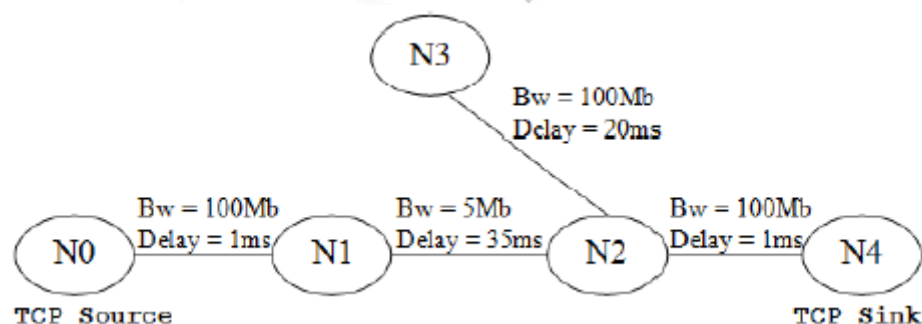 N3
Bw = 100Mb
Delay = 20ms
Bw = 100Mb
Delay = 1ms
Bw = 5Mb
Delay = 35ms
Bw = 100Mb
Delay = 1ms
N0
N1
N2
N4
TCP Source
TCP Sink